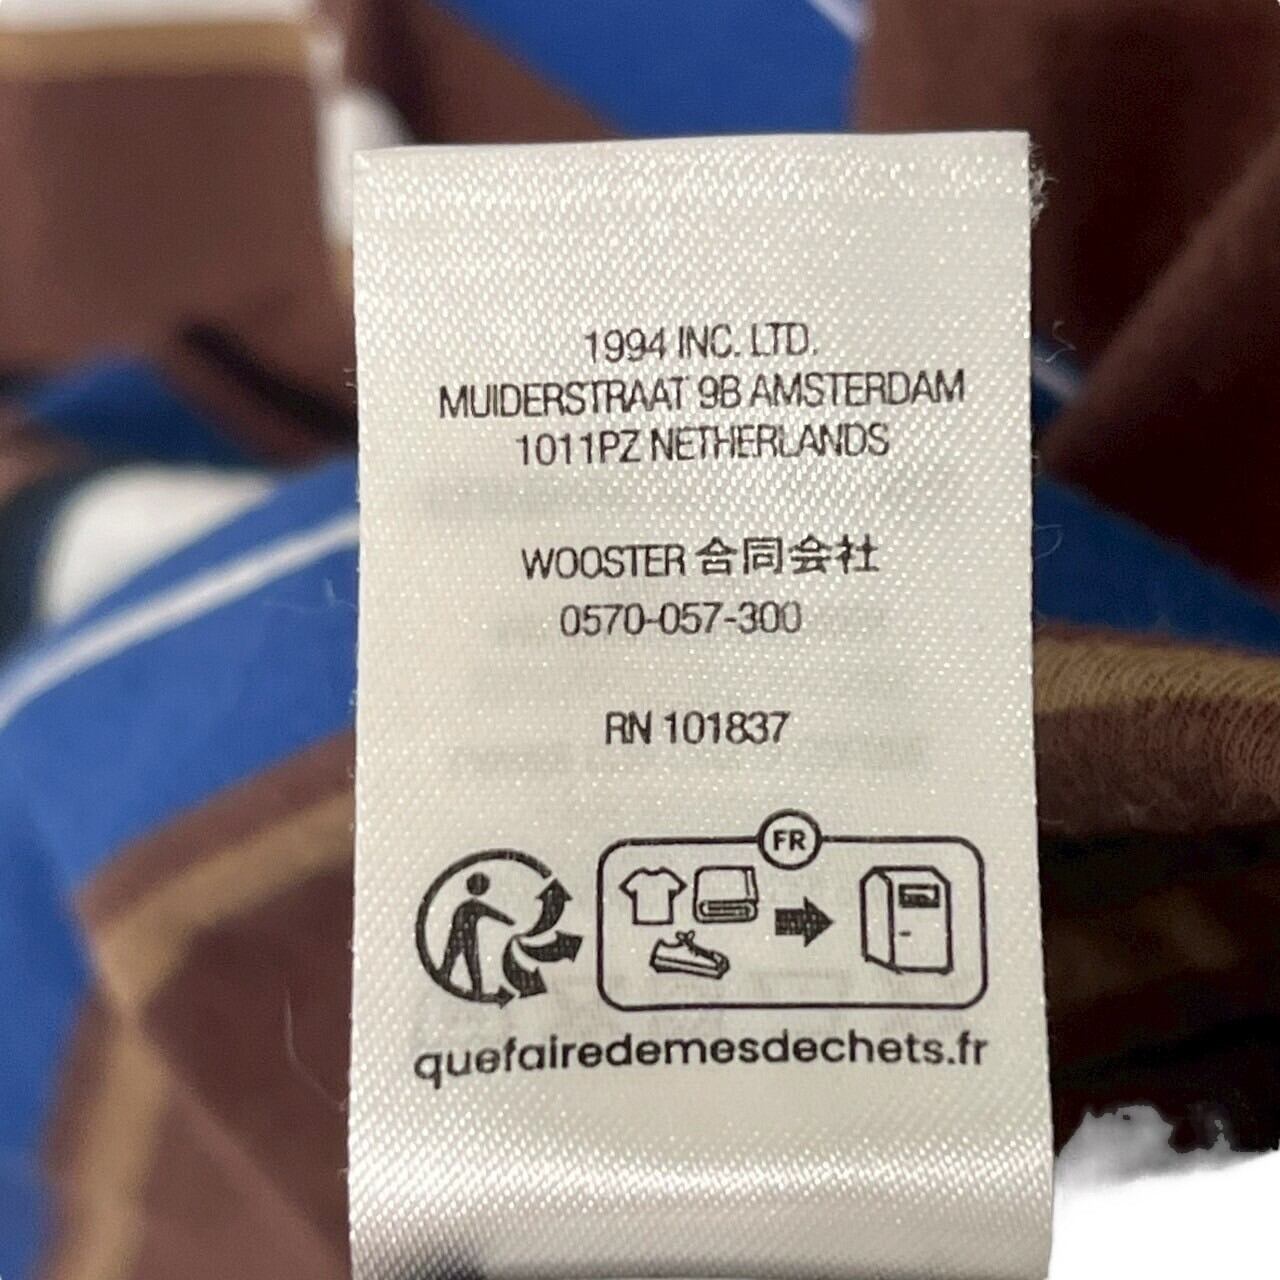 1994 INC. LTD.
MUIDERSTRAAT 9B AMSTERDAM
1011PZ NETHERLANDS
WOOSTER 合同会社
0570-057-300
RN 101837
FR
quefairedemesdechets.fr